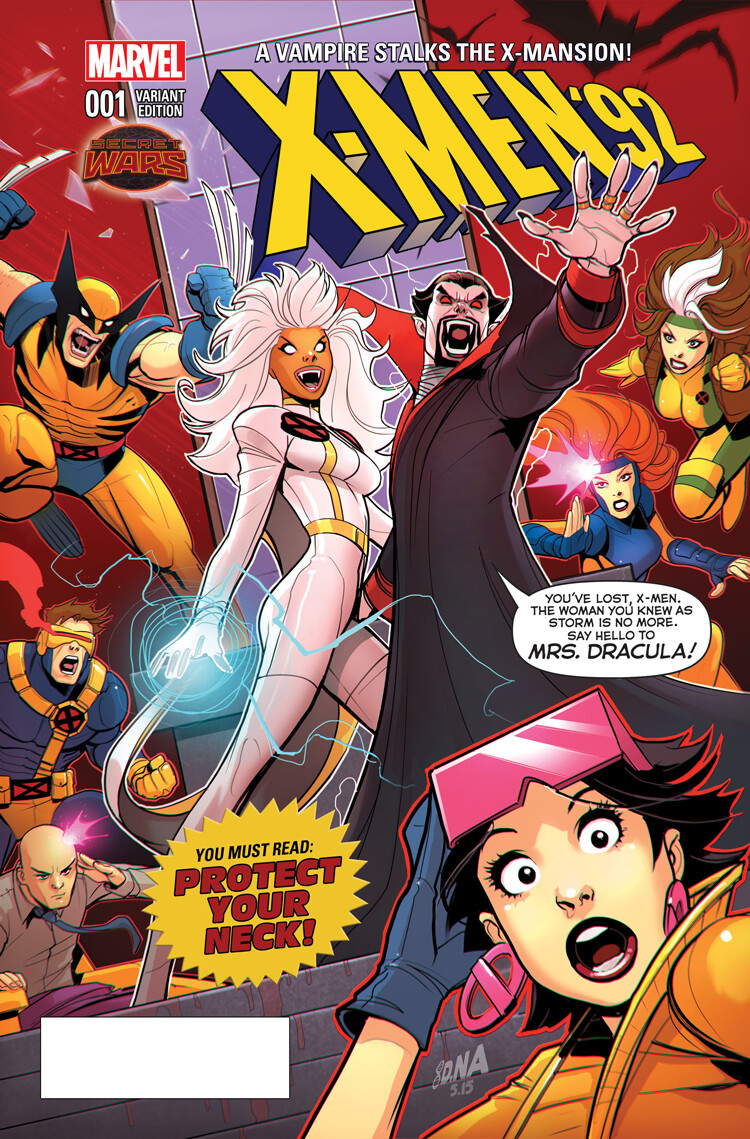 A VAMPIRE STALKS THE X-MANSION!
MARVEL
001 VARIANT
EDITION
X-MEN '92
SECRET
WARS
YOU'VE LOST, X-MEN.
THE WOMAN YOU KNEW AS
STORM IS NO MORE.
SAY HELLO TO
MRS. DRACULA!
YOU MUST READ:
PROTECT
YOUR
NECK!
DNA
5.15